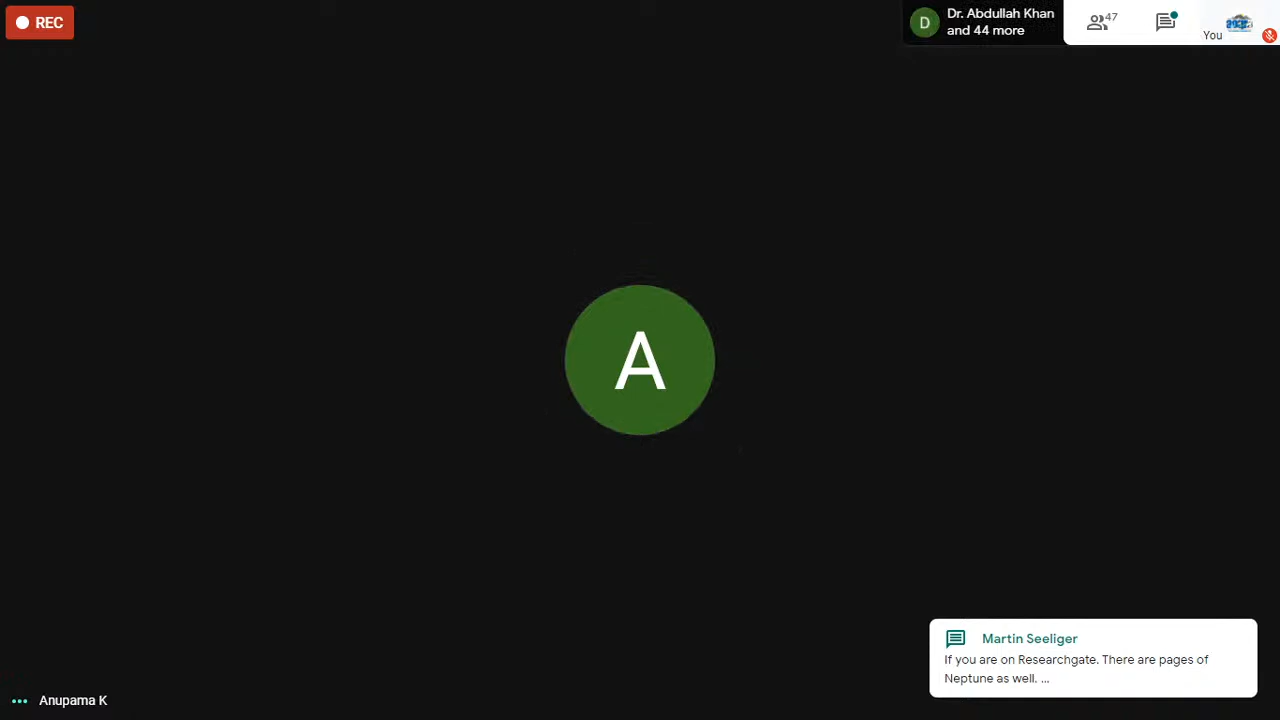 REC
D
Dr. Abdullah Khan
and 44 more
47
You
A
Martin Seeliger
If you are on Researchgate. There are pages of
Neptune as well. ...
Anupama K